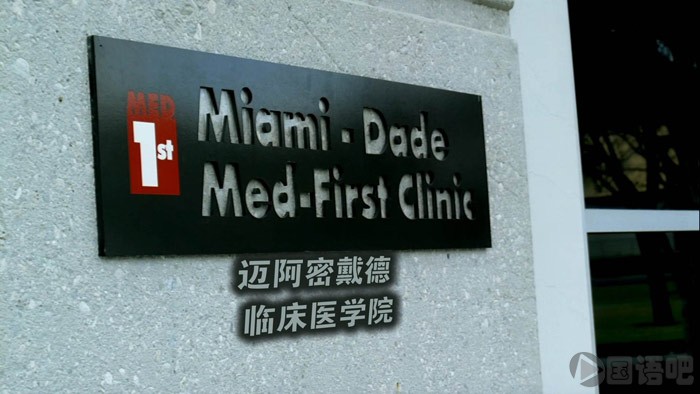 MED
1st
Miami - Dade
Med-First Clinic
迈阿密戴德
临床医学院
国语吧